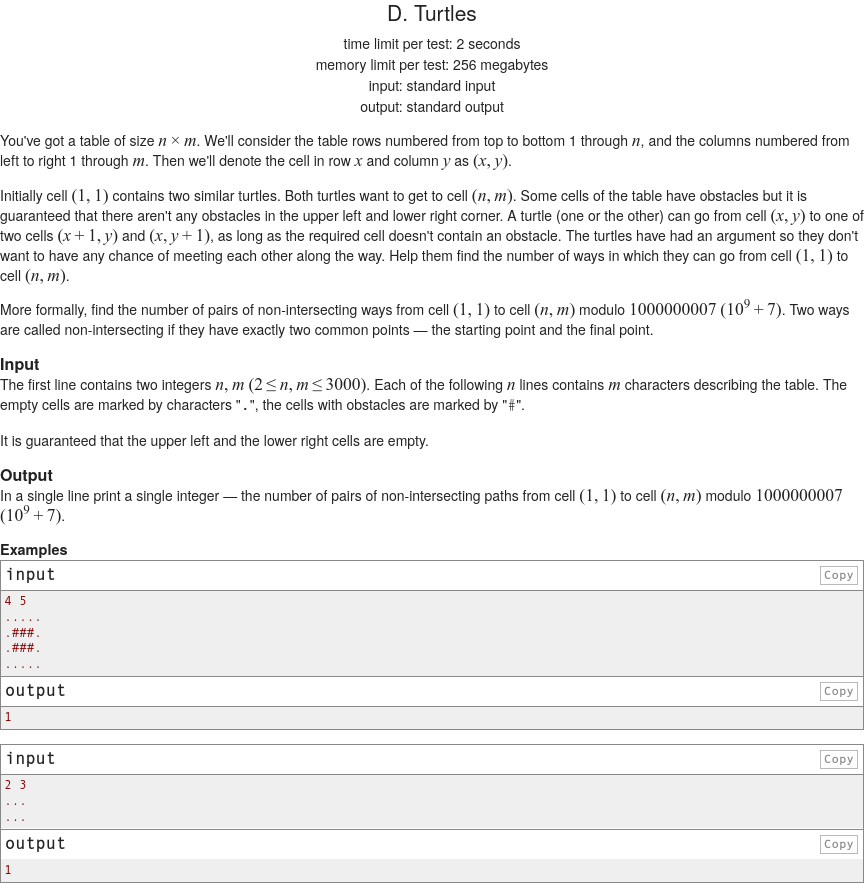 D. Turtles
time limit per test: 2 seconds
memory limit per test: 256 megabytes
input: standard input
output: standard output
You've got a table of size n × m. We'll consider the table rows numbered from top to bottom 1 through n, and the columns numbered from
left to right 1 through m. Then we'll denote the cell in row x and column y as (x, y).
Initially cell (1, 1) contains two similar turtles. Both turtles want to get to cell (n, m). Some cells of the table have obstacles but it is
guaranteed that there aren't any obstacles in the upper left and lower right corner. A turtle (one or the other) can go from cell (x, y) to one of
two cells (x + 1, y) and (x, y + 1), as long as the required cell doesn't contain an obstacle. The turtles have had an argument so they don't
want to have any chance of meeting each other along the way. Help them find the number of ways in which they can go from cell (1, 1) to
cell (n, m).
More formally, find the number of pairs of non-intersecting ways from cell (1, 1) to cell (n, m) modulo 1000000007 (10^9 + 7). Two ways
are called non-intersecting if they have exactly two common points — the starting point and the final point.
Input
The first line contains two integers n, m (2 ≤ n, m ≤ 3000). Each of the following n lines contains m characters describing the table. The
empty cells are marked by characters ".", the cells with obstacles are marked by "#".
It is guaranteed that the upper left and the lower right cells are empty.
Output
In a single line print a single integer — the number of pairs of non-intersecting paths from cell (1, 1) to cell (n, m) modulo 1000000007
(10^9 + 7).
Examples
input Copy
4 5
.....
.###.
.###.
.....
output Copy
1
input Copy
2 3
...
...
output Copy
1